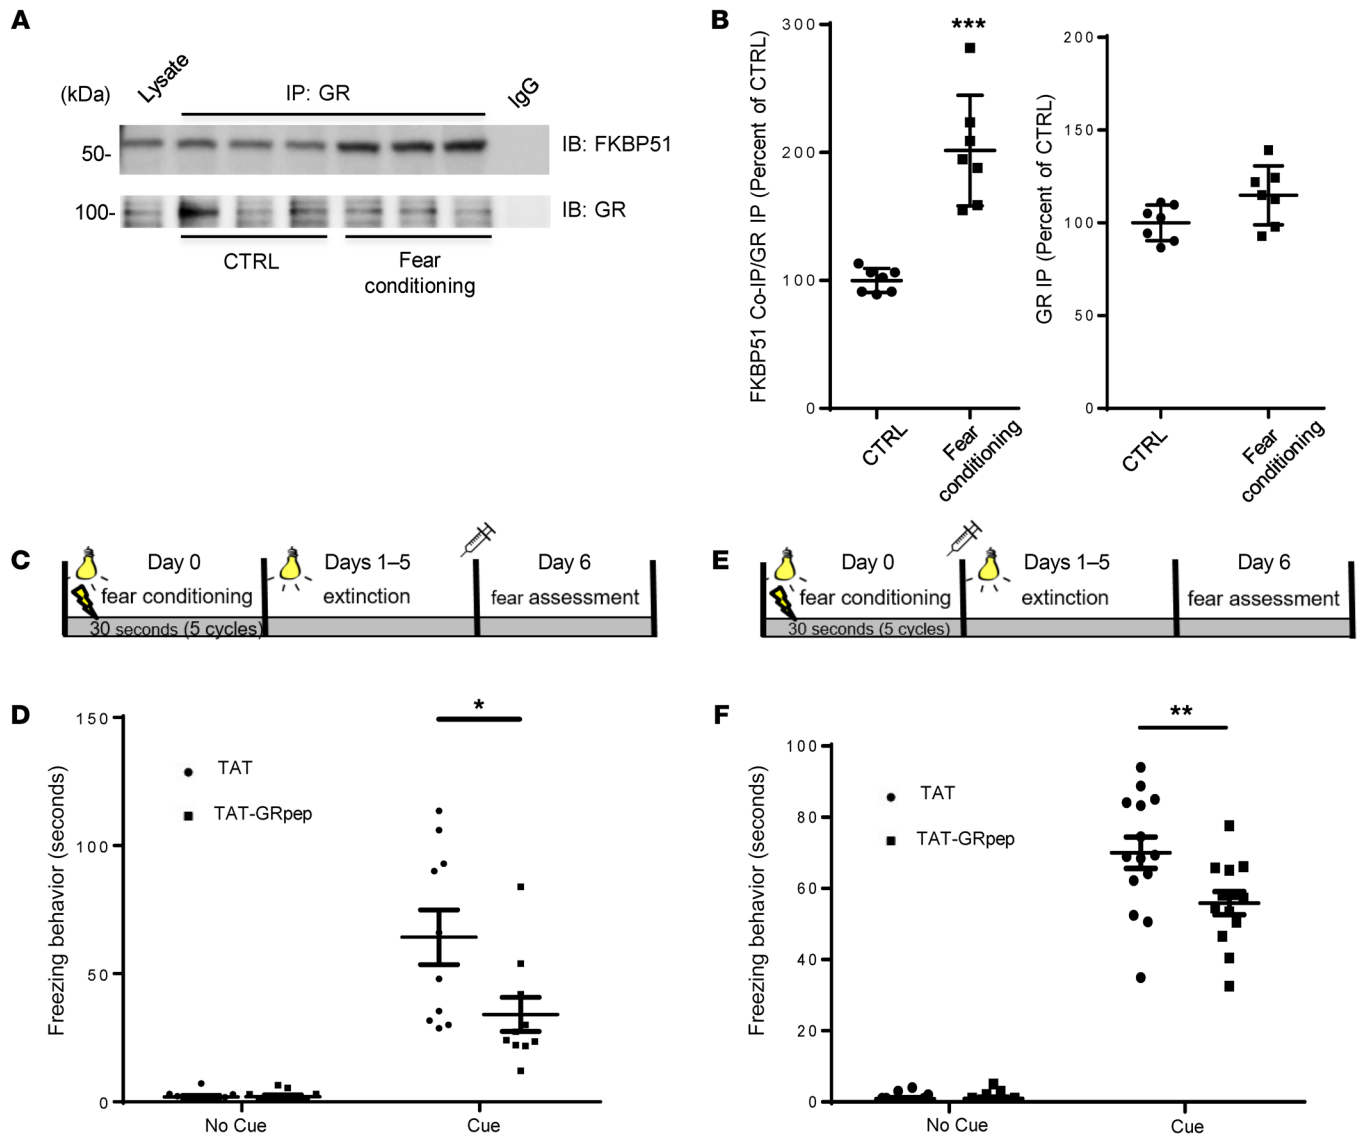 A
Lysate
IP: GR
IgG
(kDa)
50-
IB: FKBP51
100-
IB: GR
CTRL
Fear
conditioning
B
FKBP51 Co-IP/GR IP (Percent of CTRL)
300
200
100
0
***
CTRL
Fear
conditioning
GR IP (Percent of CTRL)
200
150
100
50
0
CTRL
Fear
conditioning
C
Day 0
Days 1–5
Day 6
fear conditioning
extinction
fear assessment
30 seconds (5 cycles)
E
Day 0
Days 1–5
Day 6
fear conditioning
extinction
fear assessment
30 seconds (5 cycles)
D
Freezing behavior (seconds)
150
100
50
0
*
TAT
TAT-GRpep
No Cue
Cue
F
Freezing behavior (seconds)
100
80
60
40
20
0
**
TAT
TAT-GRpep
No Cue
Cue